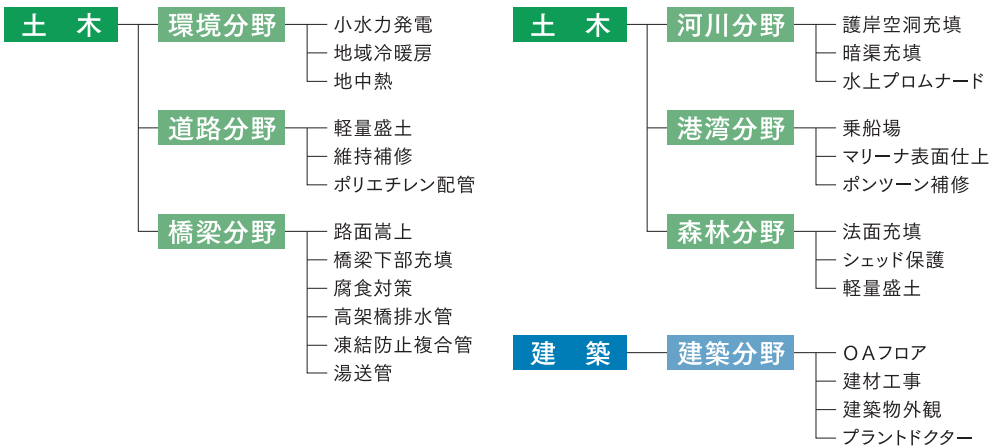 土 木
環境分野
小水力発電
地域冷暖房
地中熱
道路分野
軽量盛土
維持補修
ポリエチレン配管
橋梁分野
路面嵩上
橋梁下部充填
腐食対策
高架橋排水管
凍結防止複合管
湯送管
土 木
河川分野
護岸空洞充填
暗渠充填
水上プロムナード
港湾分野
乗船場
マリーナ表面仕上
ポンツーン補修
森林分野
法面充填
シェッド保護
軽量盛土
建 築
建築分野
OAフロア
建材工事
建築物外観
プラントドクター